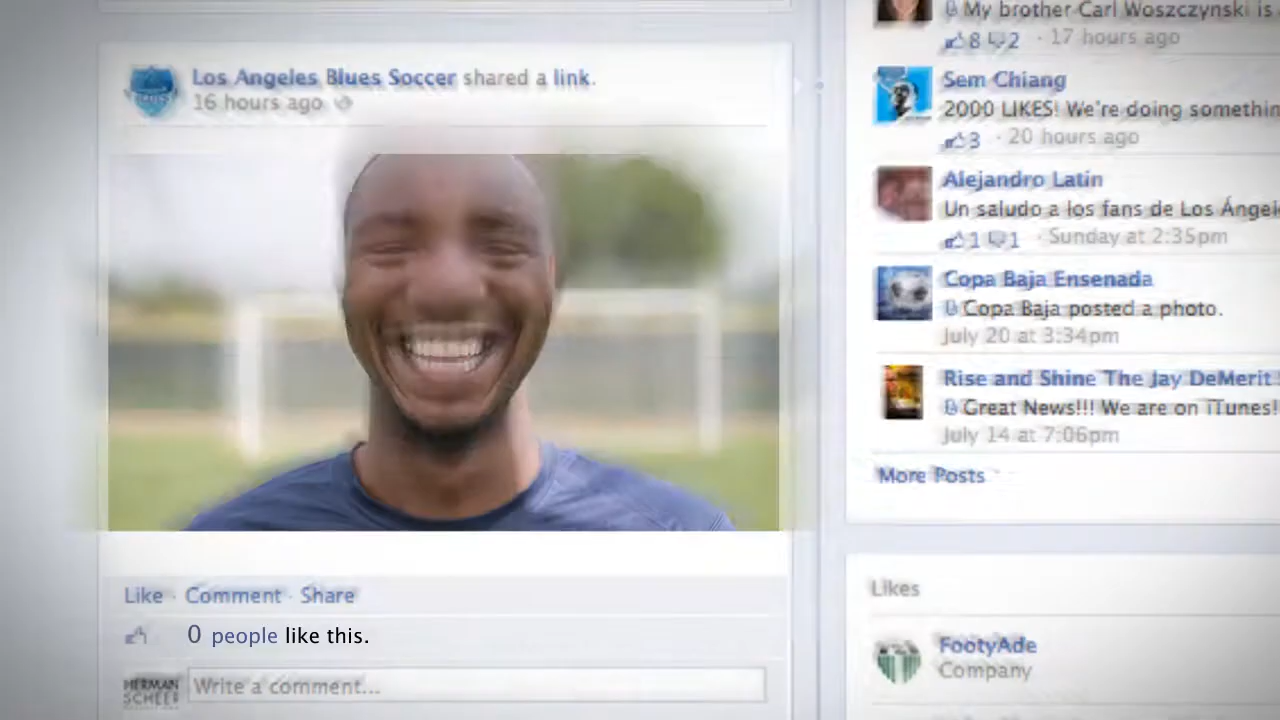 Los Angeles Blues Soccer shared a link.
16 hours ago
Like · Comment · Share
0 people like this.
HERMAN
SCHEER
Write a comment...
My brother Carl Woszczynski is
8 2 · 17 hours ago
Sem Chiang
2000 LIKES! We're doing somethin
3 · 20 hours ago
Alejandro Latin
Un saludo a los fans de Los Ángel
1 1 · Sunday at 2:35pm
Copa Baja Ensenada
Copa Baja posted a photo.
July 20 at 3:34pm
Rise and Shine The Jay DeMerit
Great News!!! We are on iTunes!
July 14 at 7:06pm
More Posts
Likes
FootyAde
Company